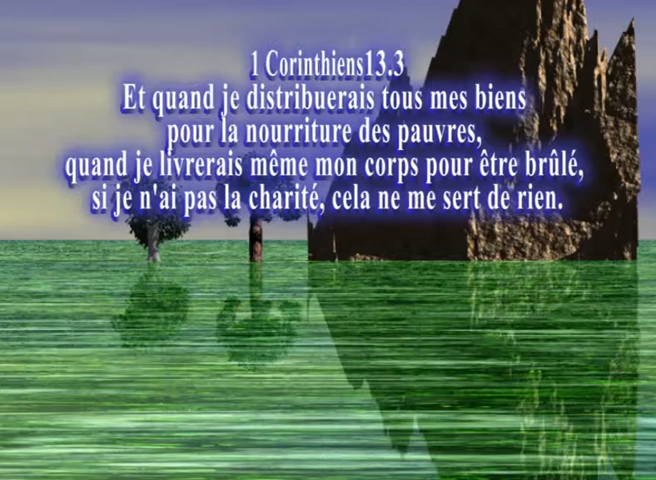 1 Corinthiens13.3
Et quand je distribuerais tous mes biens
pour la nourriture des pauvres,
quand je livrerais même mon corps pour être brûlé,
si je n'ai pas la charité, cela ne me sert de rien.